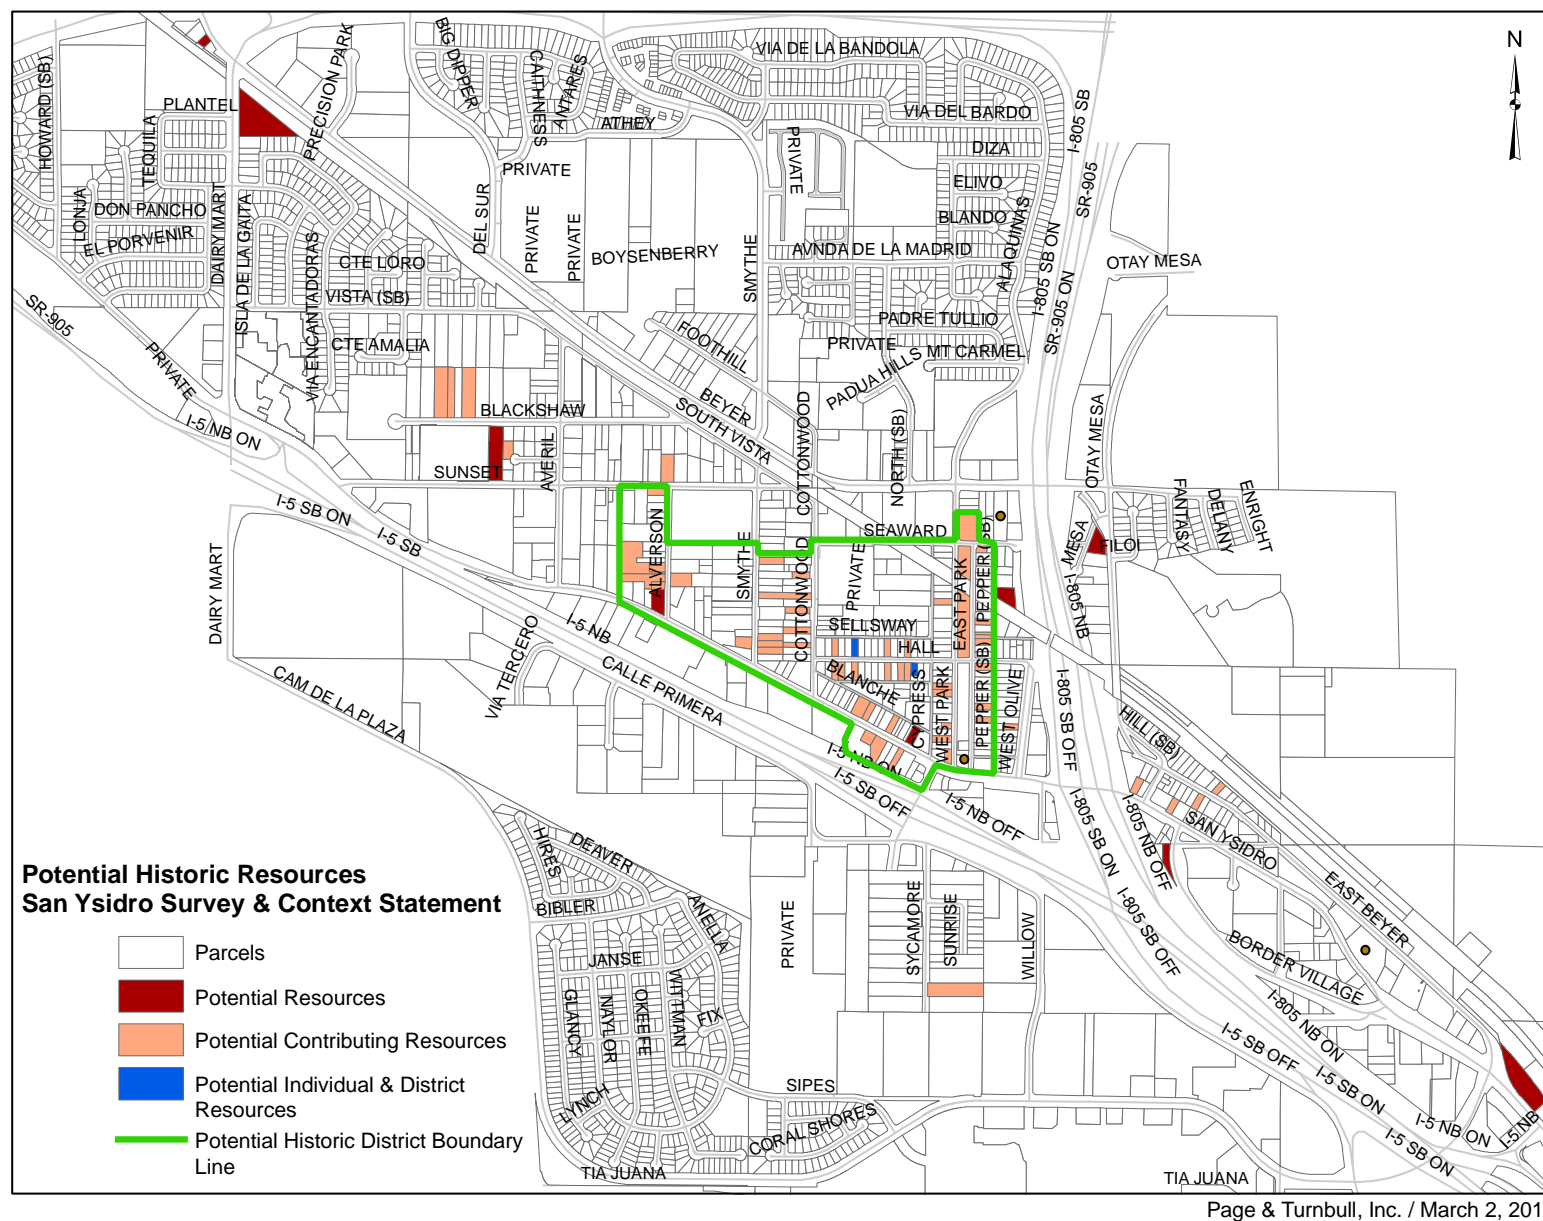 N
BIG DIPPER
CAITHNESS
ANTARES
VIA DE LA BANDOLA
PRECISION PARK
HOVARD (SB)
PLANTEL
TEQUILA
ATHEY
VIA DEL BARDO
I-805 SB
PRIVATE
DIZA
PRIVATE
ELIVO
SR-905
LONJA
DON PANCHO
DAIRY MART
ISLA DE LA GAITA
DEL SUR
PRIVATE
PRIVATE
BLANDO
ALAQUINAS
EL PORVENIR
VIA ENCANTADORAS
BOYSENBERRY
SMYTHE
AVNDA DE LA MADRID
I-805 SB ON
CTE LORO
OTAY MESA
SR-905
VISTA (SB)
SR-905 ON
PADRE TULLIO
FOOTHILL
PRIVATE
CTE AMALIA
MT CARMEL
PRIVATE
PADUA HILLS
BEYER
SOUTH VISTA
COTTONWOOD
OTAY MESA
BLACKSHAW
I-5 NB ON
AVERIL
NORTH (SB)
SUNSET
FANTASY
DELANY
ENRIGHT
I-5 SB ON
ALVERSON
SEAWARD
PEPPER (SB)
MESA
FILOI
I-5 SB
SMYTHE
COTTONWOOD
PRIVATE
EAST PARK
DAIRY MART
I-805 NB
I-5 NB
SELLSWAY
HALL
VIA TERCERO
CALLE PRIMERA
BLANCHE
CYPRESS
WEST PARK
PEPPER (SB)
WEST OLIVE
CAM DE LA PLAZA
I-805 SB OFF
HILL (SB)
I-5 NB ON
I-5 SB OFF
I-5 NB OFF
I-805 SB ON
I-805 NB OFF
SAN YSIDRO
HIRES
DEAVER
Potential Historic Resources
San Ysidro Survey & Context Statement
BIBLER
ANELLA
PRIVATE
SYCAMORE
SUNRISE
WILLOW
I-805 SB OFF
EAST BEYER
BORDER VILLAGE
Parcels
JANSE
Potential Resources
GLANCY
NAYLOR
OKEEFE
WITTMAN
FIX
I-805 NB ON
Potential Contributing Resources
I-5 SB OFF
Potential Individual & District
Resources
SIPES
I-5 SB ON
LYNCH
CORAL SHORES
I-5 NB ON
I-5 NB
Potential Historic District Boundary
Line
I-5 SB ON
TIA JUANA
TIA JUANA
Page & Turnbull, Inc. / March 2, 201